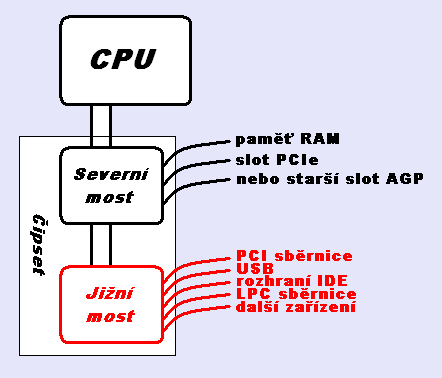 CPU
paměť RAM
slot PCIe
nebo starší slot AGP
Severní
most
Čipset
PCI sběrnice
USB
rozhraní IDE
LPC sběrnice
další zařízení
Jižní
most